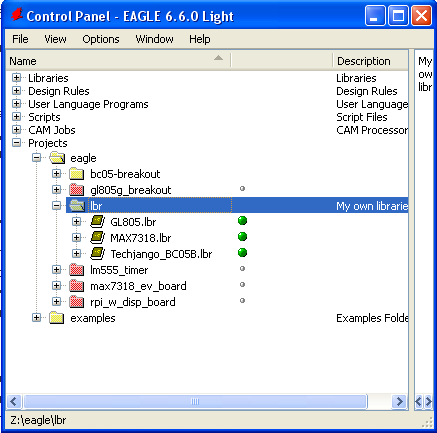 Control Panel - EAGLE 6.6.0 Light
File View Options Window Help
Name Description
Libraries Libraries
Design Rules Design Rules
User Language Programs User Language
Scripts Script Files
CAM Jobs CAM Processor
Projects
eagle
bc05-breakout
gl805g_breakout
lbr My own librarie
GL805.lbr
MAX7318.lbr
Techjango_BC05B.lbr
lm555_timer
max7318_ev_board
rpi_w_disp_board
examples Examples Folde
My
ow
libr
Z:\eagle\lbr